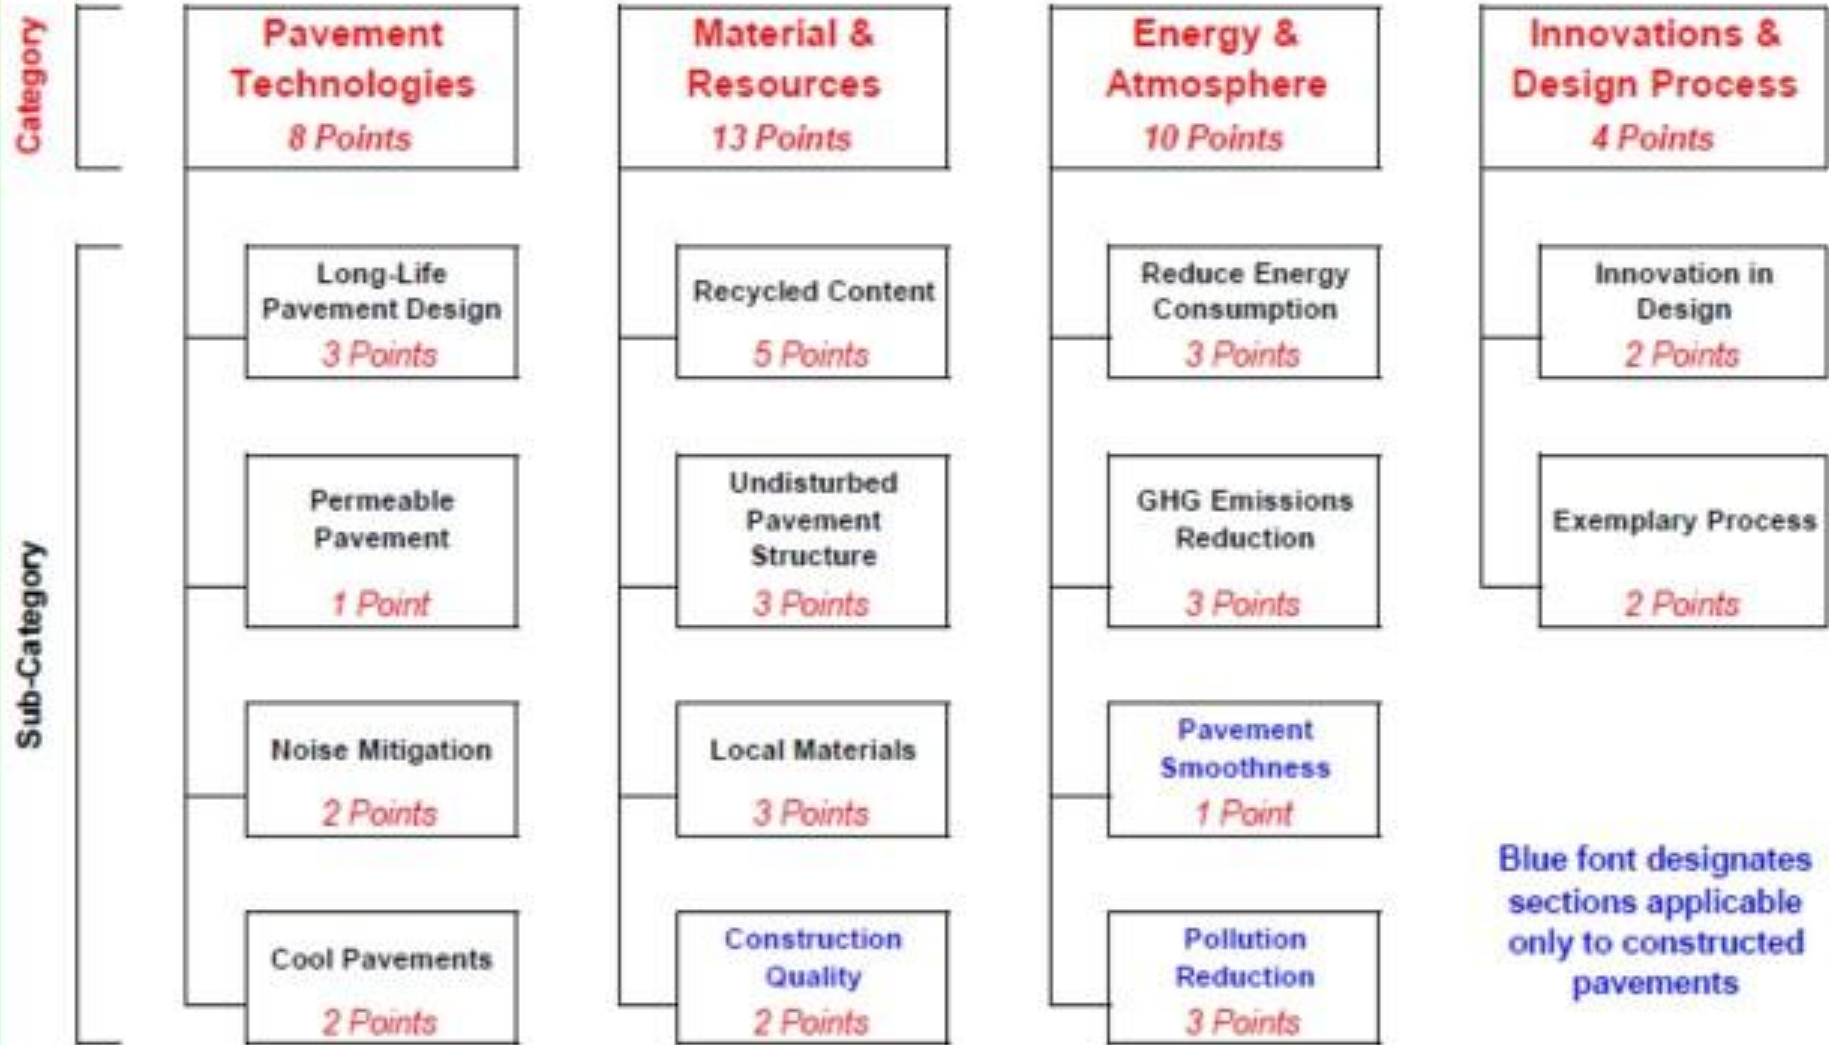 Category
Pavement
Technologies
8 Points
Material &
Resources
13 Points
Energy &
Atmosphere
10 Points
Innovations &
Design Process
4 Points
Sub-Category
Long-Life
Pavement Design
3 Points
Permeable
Pavement
1 Point
Noise Mitigation
2 Points
Cool Pavements
2 Points
Recycled Content
5 Points
Undisturbed
Pavement
Structure
3 Points
Local Materials
3 Points
Construction
Quality
2 Points
Reduce Energy
Consumption
3 Points
GHG Emissions
Reduction
3 Points
Pavement
Smoothness
1 Point
Pollution
Reduction
3 Points
Innovation in
Design
2 Points
Exemplary Process
2 Points
Blue font designates
sections applicable
only to constructed
pavements